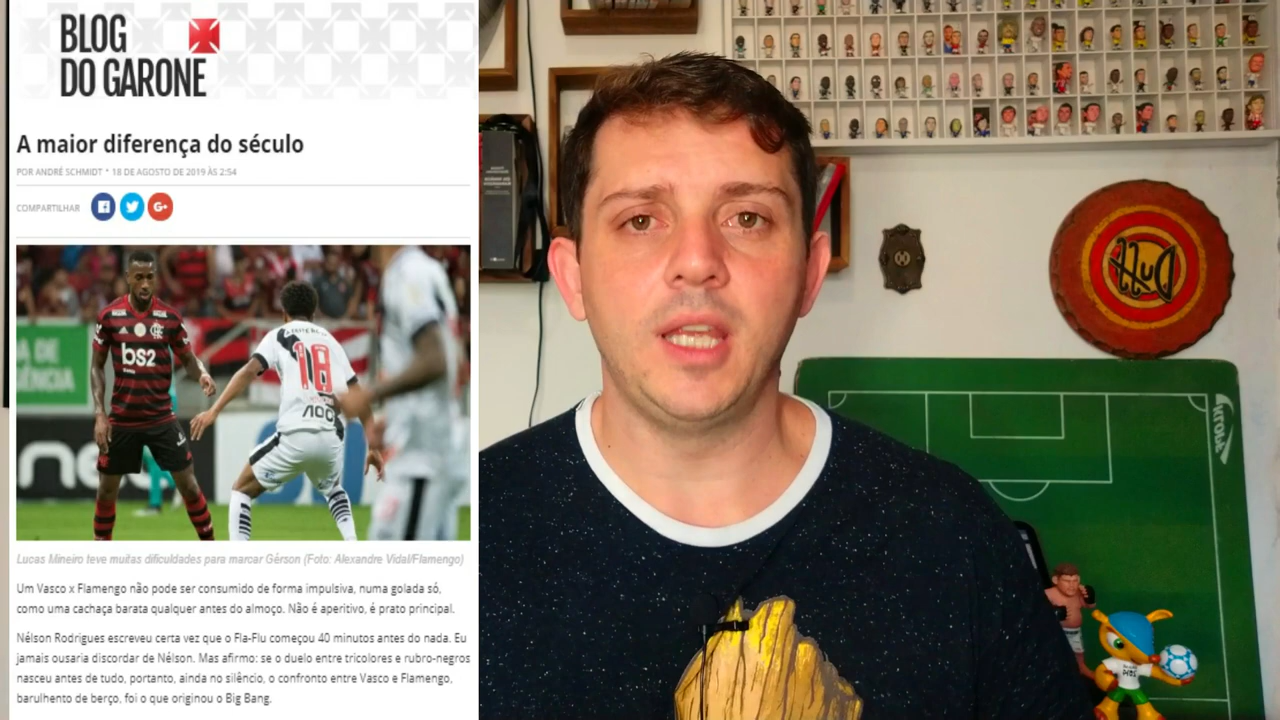 BLOG
DO GARONE
A maior diferença do século
POR ANDRÉ SCHMIDT • 18 DE AGOSTO DE 2019 ÀS 2:54
COMPARTILHAR
bs2
18
Lucas Mineiro teve muitas dificuldades para marcar Gérson (Foto: Alexandre Vidal/Flamengo)
Um Vasco x Flamengo não pode ser consumido de forma impulsiva, numa golada só,
como uma cachaça barata qualquer antes do almoço. Não é aperitivo, é prato principal.
Nélson Rodrigues escreveu certa vez que o Fla-Flu começou 40 minutos antes do nada. Eu
jamais ousaria discordar de Nélson. Mas afirmo: se o duelo entre tricolores e rubro-negros
nasceu antes de tudo, portanto, ainda no silêncio, o confronto entre Vasco e Flamengo,
barulhento de berço, foi o que originou o Big Bang.